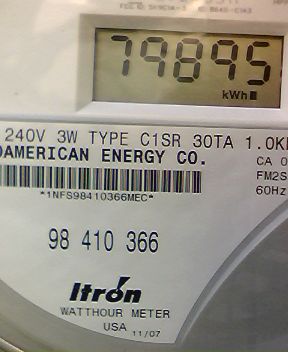 79895
kWh
240V 3W TYPE C1SR 30TA 1.0K
AMERICAN ENERGY CO.
CA 0
FM2S
60Hz
*1NFS98410366MEC*
98 410 366
Itron
WATTHOUR METER
USA 11/07